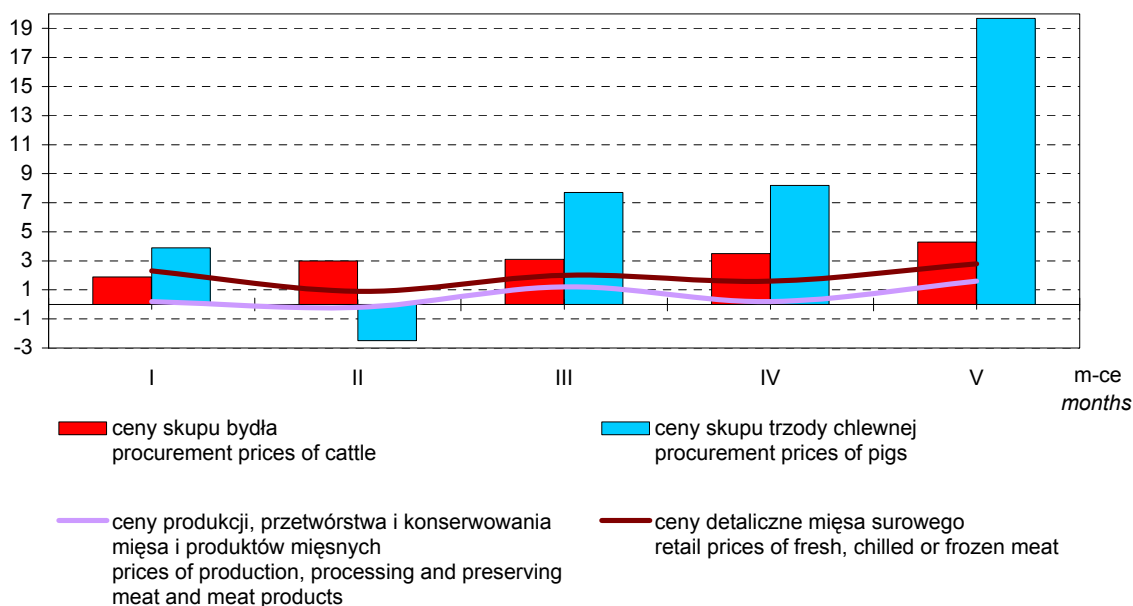 19
17
15
13
11
9
7
5
3
1
-1
-3
I II III IV V m-ce
months
ceny skupu bydła
procurement prices of cattle
ceny skupu trzody chlewnej
procurement prices of pigs
ceny produkcji, przetwórstwa i konserwowania
mięsa i produktów mięsnych
prices of production, processing and preserving
meat and meat products
ceny detaliczne mięsa surowego
retail prices of fresh, chilled or frozen meat